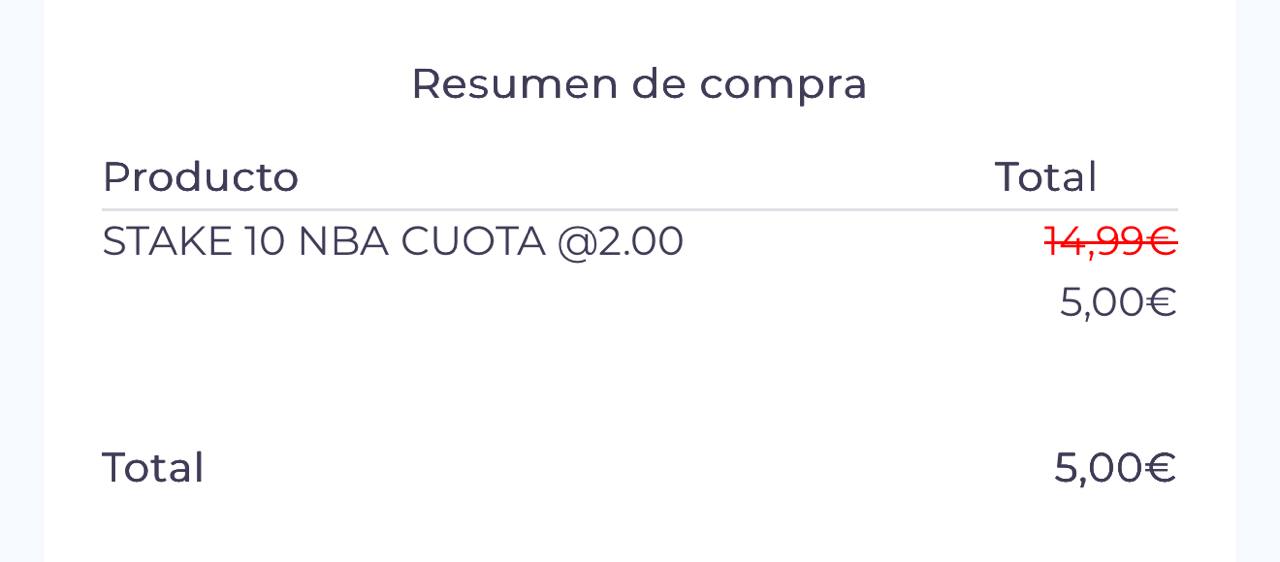 Resumen de compra
Producto Total
STAKE 10 NBA CUOTA @2.00 14,99€
5,00€
Total 5,00€